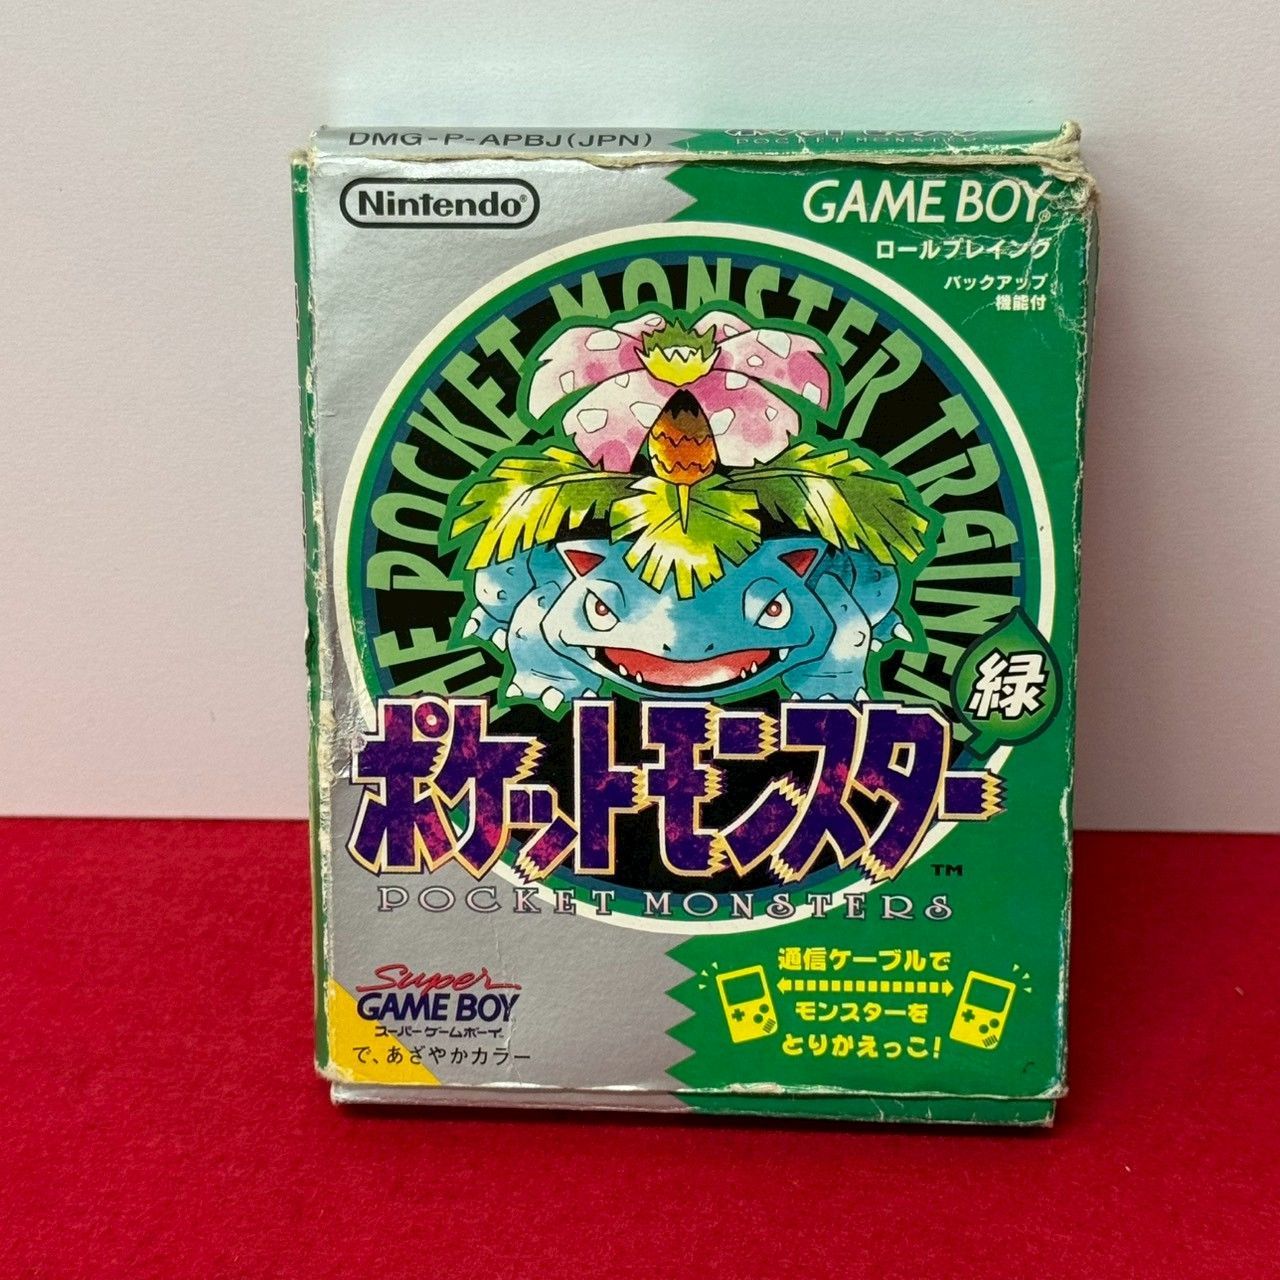 DMG-P-APBJ(JPN)
POCKET MONSTERS
Nintendo®
GAME BOY®
ロールプレイング
バックアップ
機能付
THE POCKET MONSTER TRAINER
緑
ポケットモンスター
TM
POCKET MONSTERS
Super
GAME BOY
スーパーゲームボーイ
で、あざやかカラー
通信ケーブルで
モンスターを
とりかえっこ!